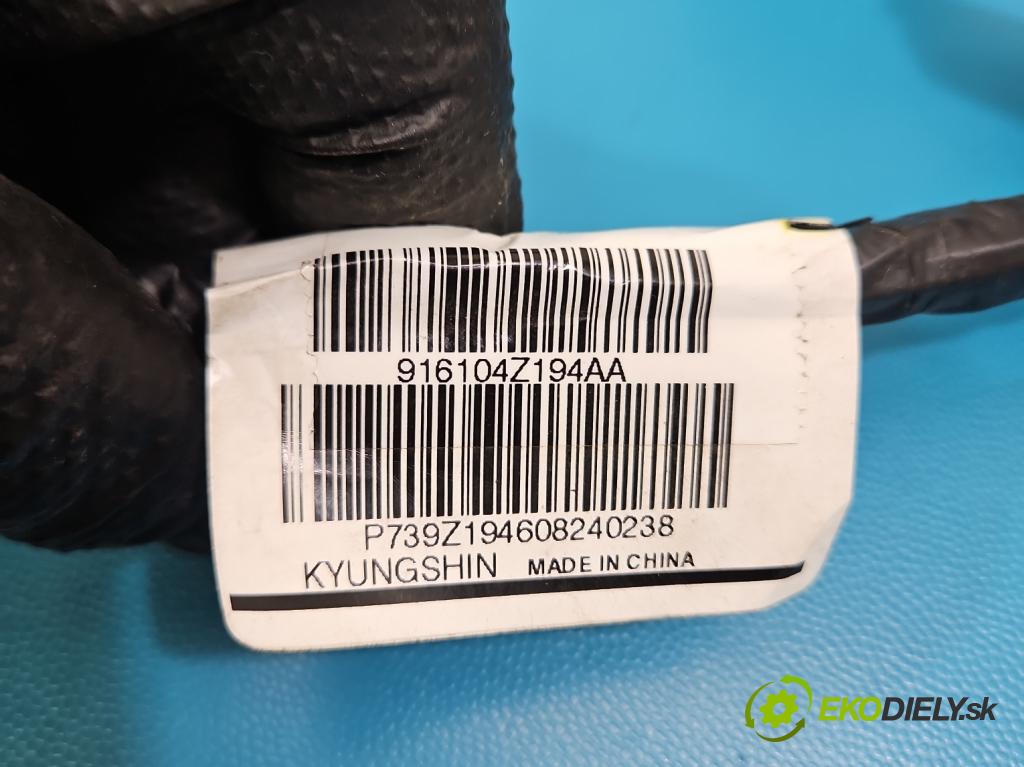 916104Z194AA
P739Z194608240238
KYUNGSHIN MADE IN CHINA
EKODIELY.sk